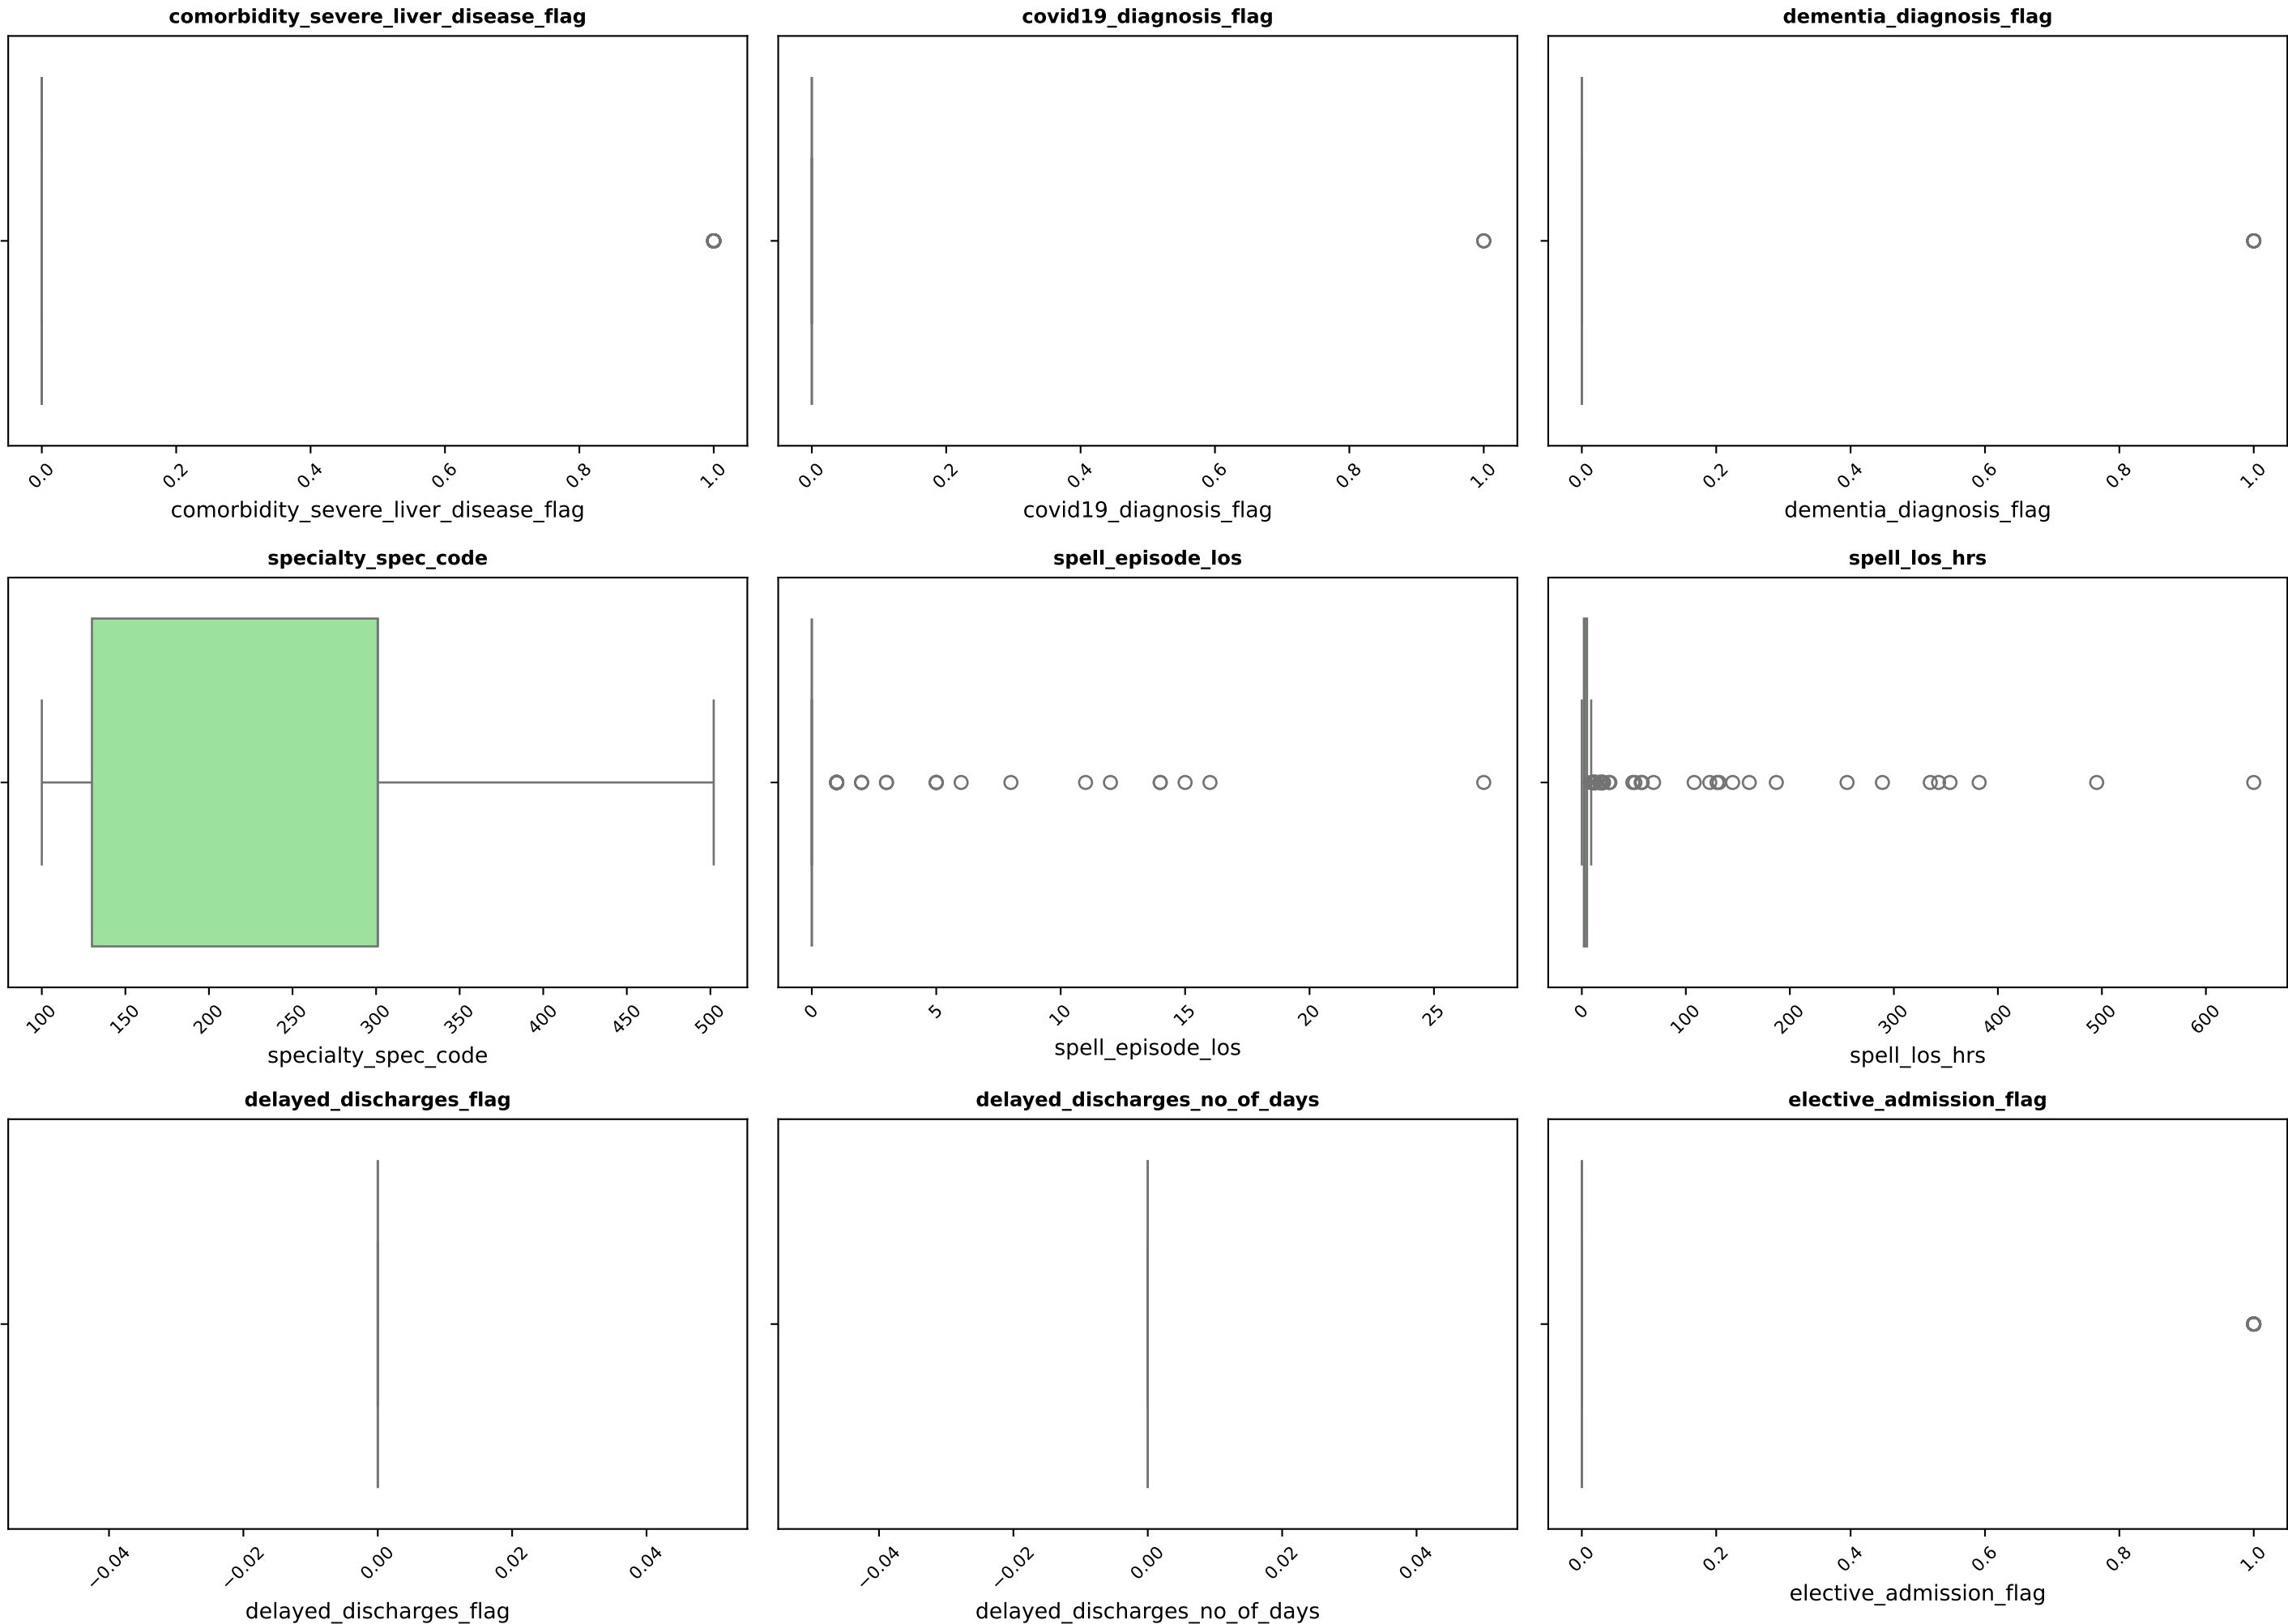 comorbidity_severe_liver_disease_flag
covid19_diagnosis_flag
dementia_diagnosis_flag
0.0 0.2 0.4 0.6 0.8 1.0
0.0 0.2 0.4 0.6 0.8 1.0
0.0 0.2 0.4 0.6 0.8 1.0
comorbidity_severe_liver_disease_flag
covid19_diagnosis_flag
dementia_diagnosis_flag
specialty_spec_code
spell_episode_los
spell_los_hrs
100 150 200 250 300 350 400 450 500
0 5 10 15 20 25
0 100 200 300 400 500 600
specialty_spec_code
spell_episode_los
spell_los_hrs
delayed_discharges_flag
delayed_discharges_no_of_days
elective_admission_flag
−0.04 −0.02 0.00 0.02 0.04
−0.04 −0.02 0.00 0.02 0.04
0.0 0.2 0.4 0.6 0.8 1.0
delayed_discharges_flag
delayed_discharges_no_of_days
elective_admission_flag